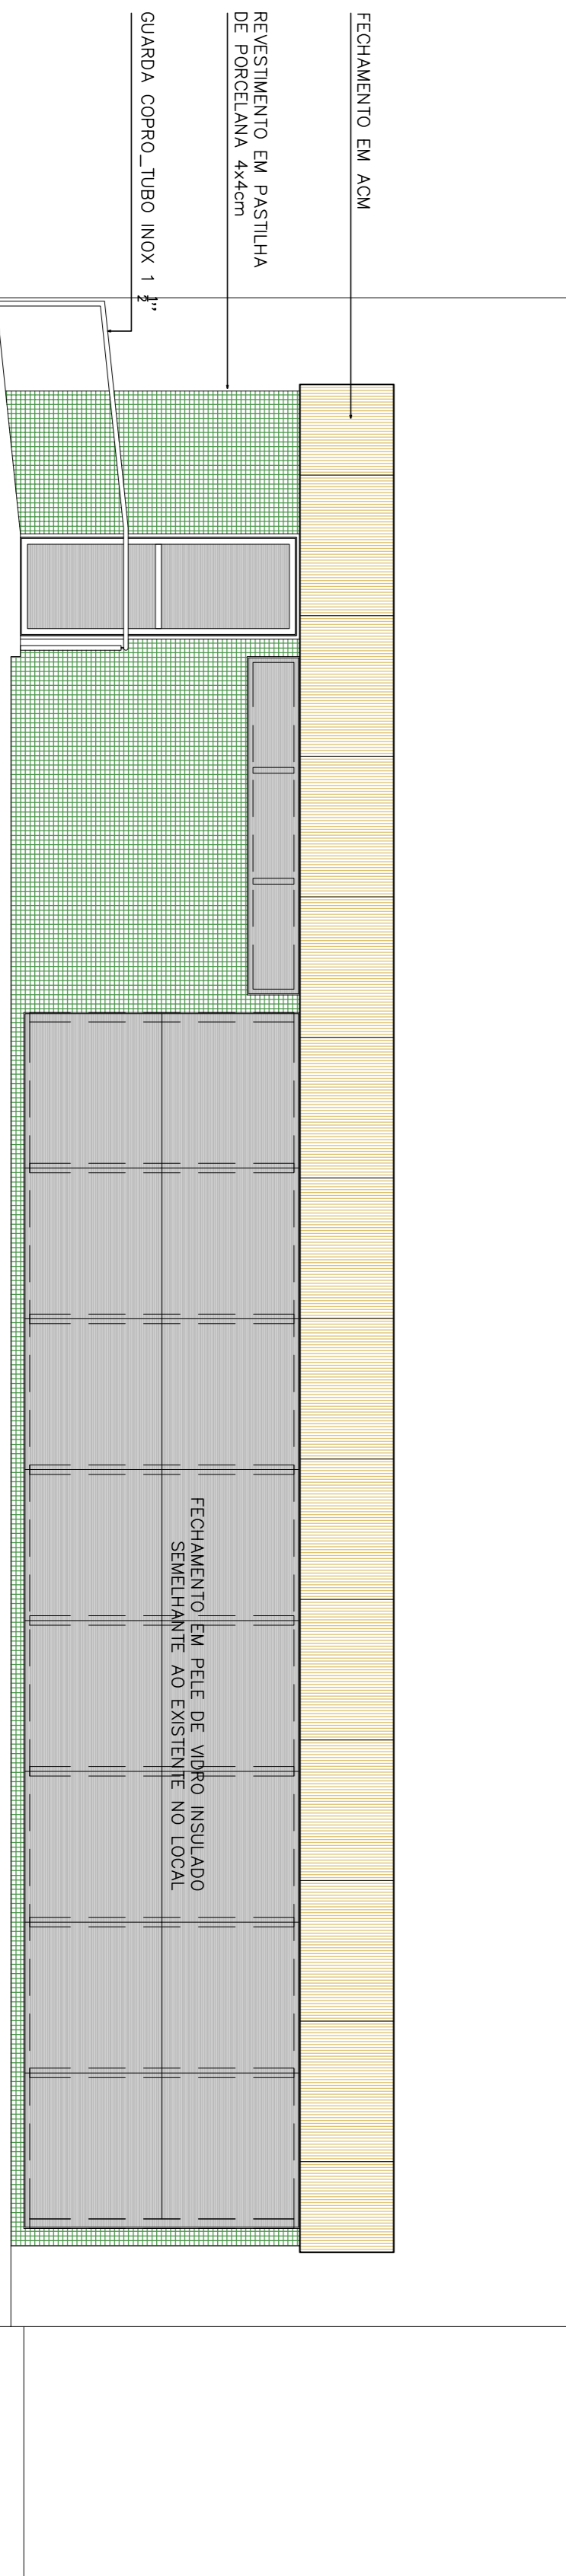 FECHAMENTO EM ACM
REVESTIMENTO EM PASTILHA
DE PORCELANA 4x4cm
GUARDA COPRO_TUBO INOX 1 1/2"
FECHAMENTO EM PELE DE VIDRO INSULADO
SEMELHANTE AO EXISTENTE NO LOCAL